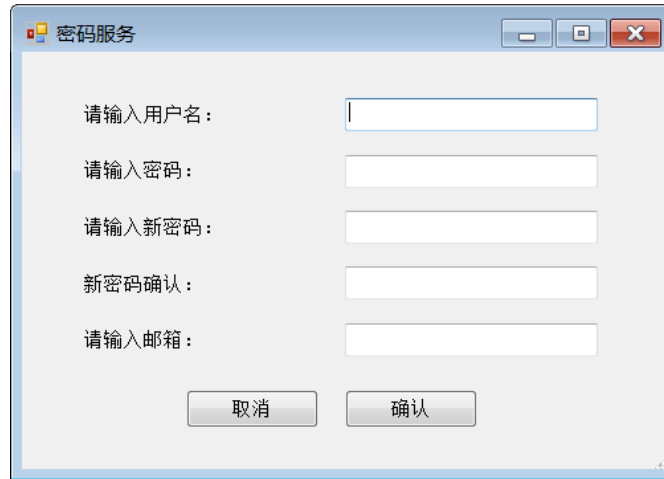 密码服务
请输入用户名：
请输入密码：
请输入新密码：
新密码确认：
请输入邮箱：
取消 确认